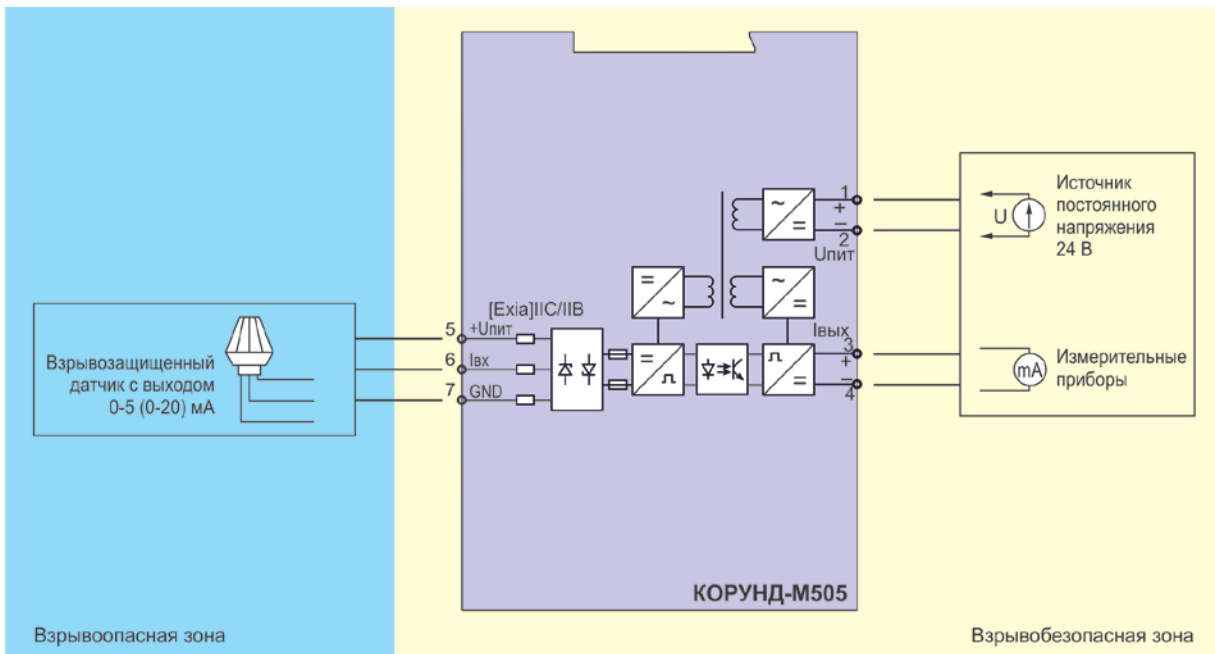 Взрывозащищенный
датчик с выходом
0-5 (0-20) мА
Взрывоопасная зона
[Exia]IIC/IIB
5
+Uпит
6
Iвх
7
GND
=
~
=
~
=
~
=
=
1
+
–
2
Uпит
Iвых
3
+
–
4
КОРУНД-М505
U
Источник
постоянного
напряжения
24 В
mA
Измерительные
приборы
Взрывобезопасная зона